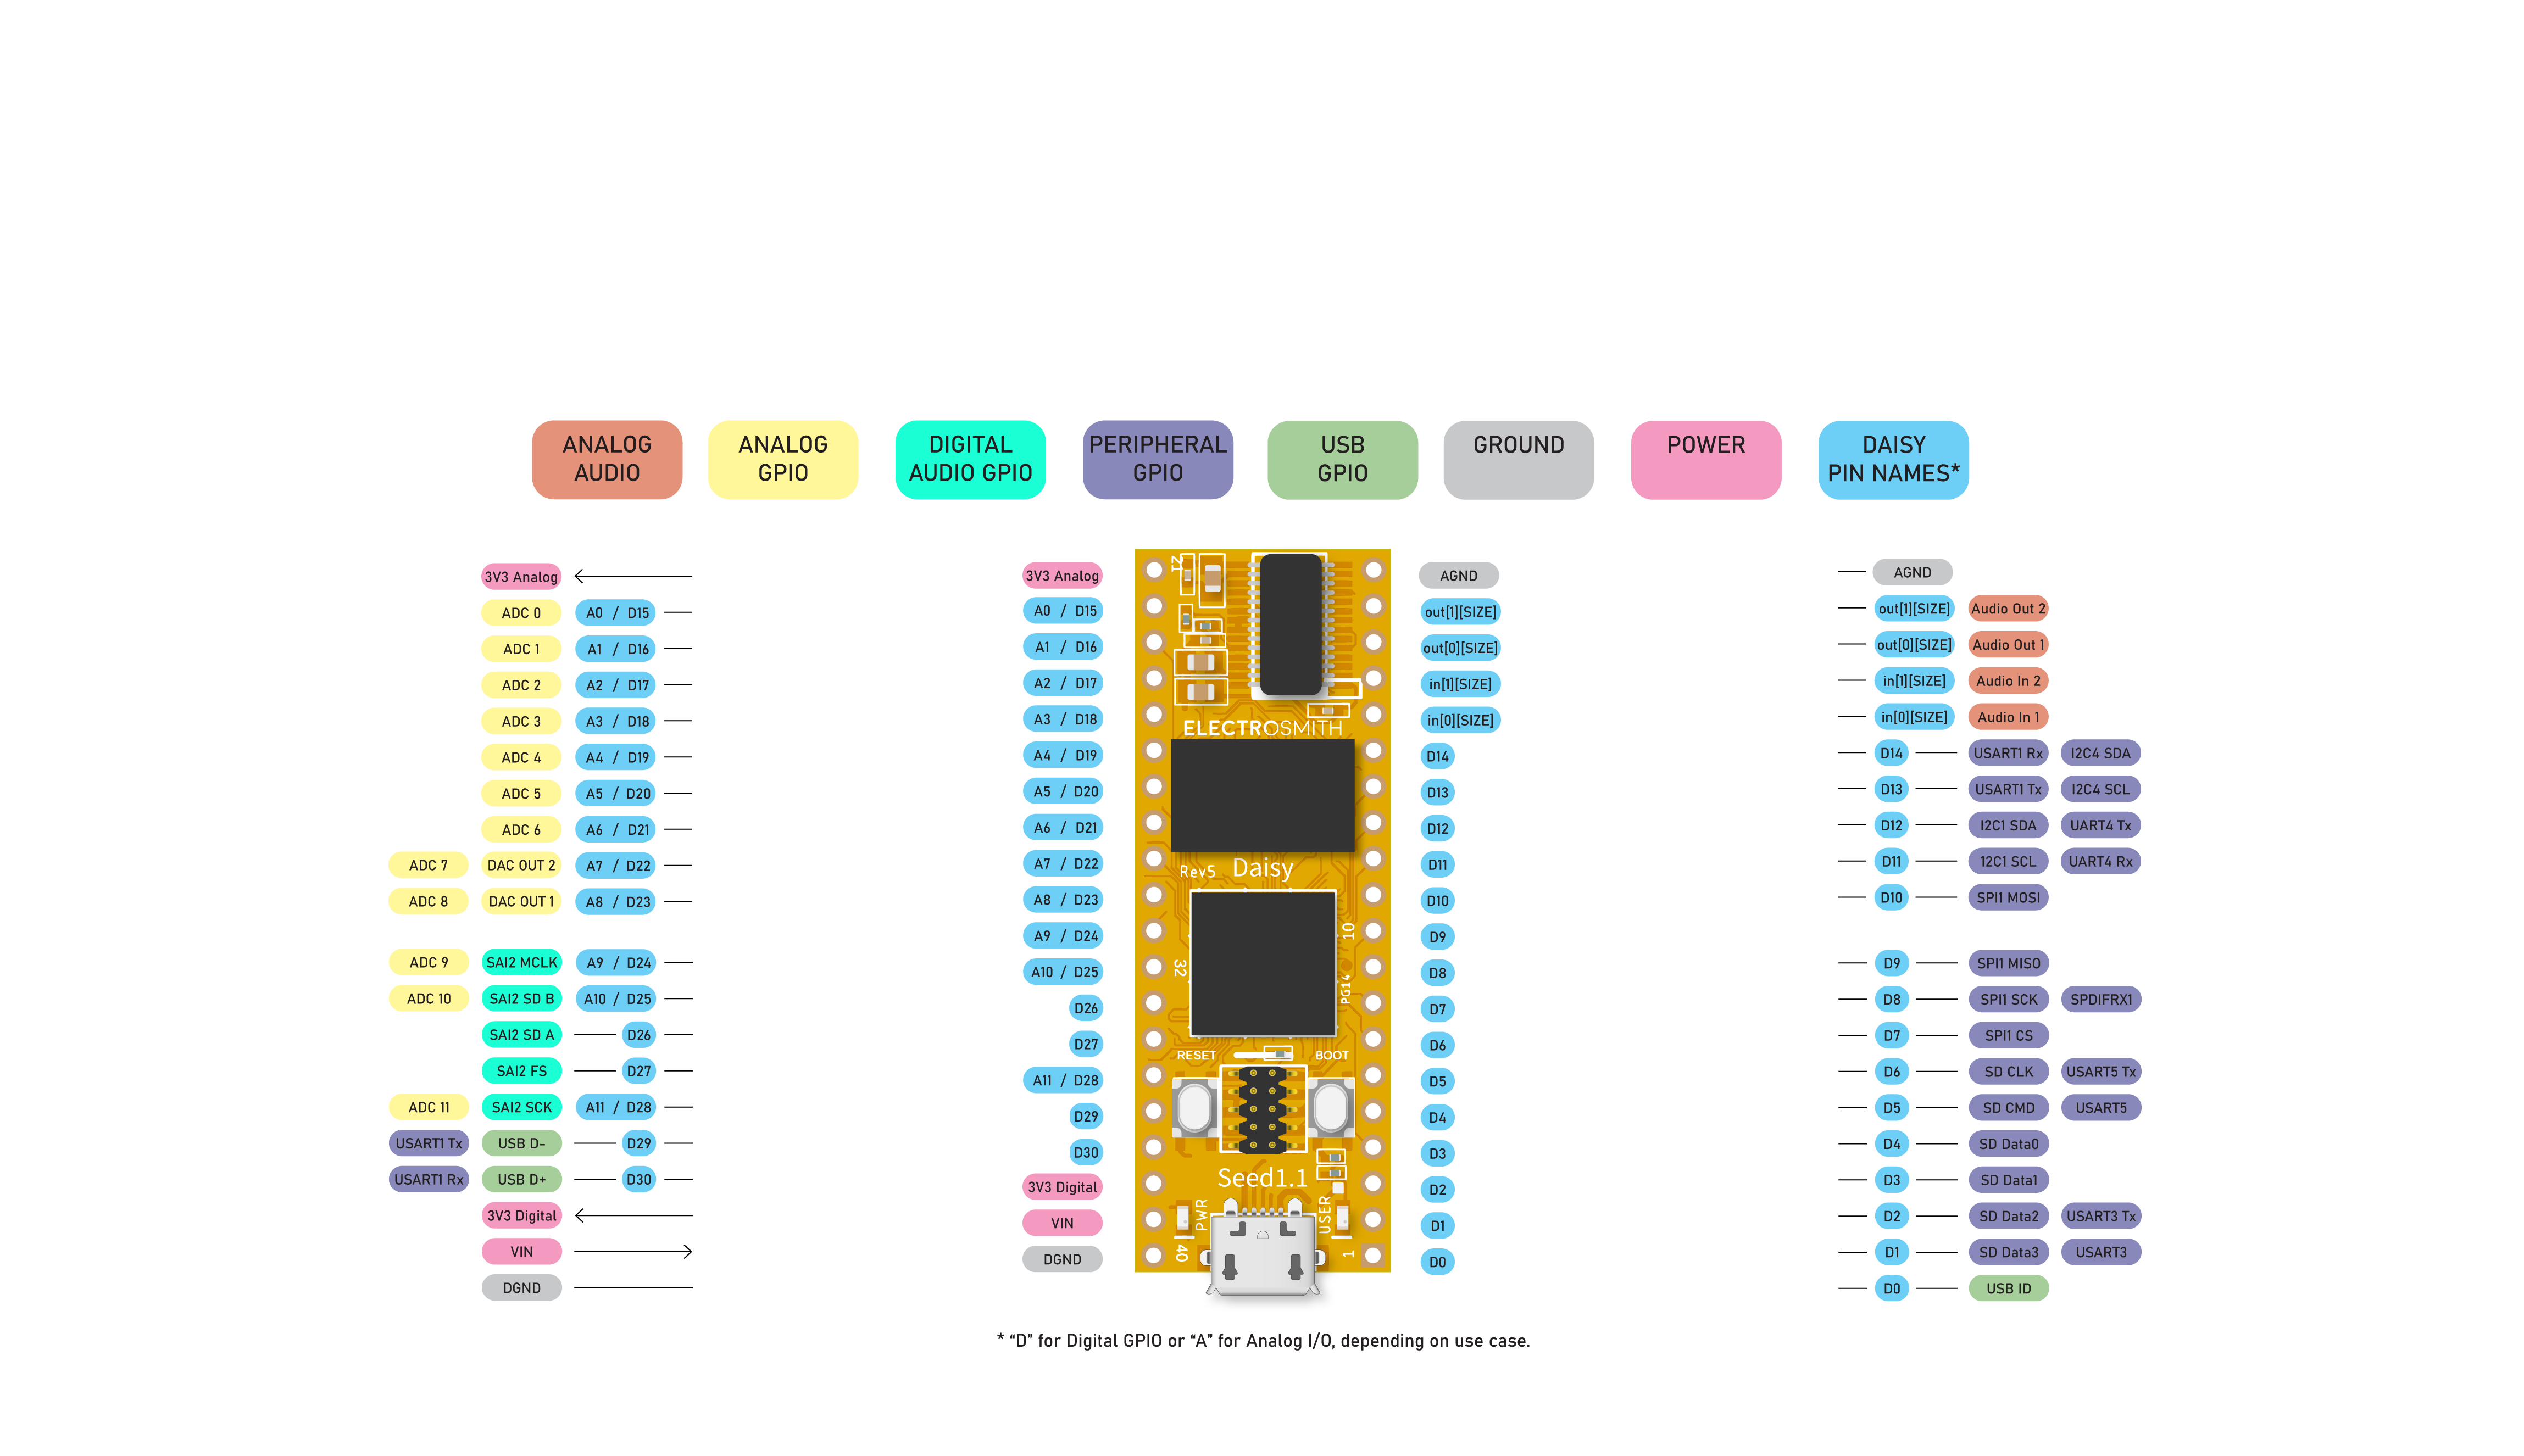 ANALOG
AUDIO
ANALOG
GPIO
DIGITAL
AUDIO GPIO
PERIPHERAL
GPIO
USB
GPIO
GROUND
POWER
DAISY
PIN NAMES*
3V3 Analog
ADC 0 A0 / D15
ADC 1 A1 / D16
ADC 2 A2 / D17
ADC 3 A3 / D18
ADC 4 A4 / D19
ADC 5 A5 / D20
ADC 6 A6 / D21
ADC 7 DAC OUT 2 A7 / D22
ADC 8 DAC OUT 1 A8 / D23
ADC 9 SAI2 MCLK A9 / D24
ADC 10 SAI2 SD B A10 / D25
SAI2 SD A D26
SAI2 FS D27
ADC 11 SAI2 SCK A11 / D28
USART1 Tx USB D- D29
USART1 Rx USB D+ D30
3V3 Digital
VIN
DGND
3V3 Analog
A0 / D15
A1 / D16
A2 / D17
A3 / D18
A4 / D19
A5 / D20
A6 / D21
A7 / D22
A8 / D23
A9 / D24
A10 / D25
D26
D27
A11 / D28
D29
D30
3V3 Digital
VIN
DGND
21
ELECTROSMITH
Rev5 Daisy
10
32
PG14
RESET BOOT
Seed1.1
PWR
USER
40
1
AGND
out[1][SIZE]
out[0][SIZE]
in[1][SIZE]
in[0][SIZE]
D14
D13
D12
D11
D10
D9
D8
D7
D6
D5
D4
D3
D2
D1
D0
AGND
out[1][SIZE] Audio Out 2
out[0][SIZE] Audio Out 1
in[1][SIZE] Audio In 2
in[0][SIZE] Audio In 1
D14 USART1 Rx I2C4 SDA
D13 USART1 Tx I2C4 SCL
D12 I2C1 SDA UART4 Tx
D11 12C1 SCL UART4 Rx
D10 SPI1 MOSI
D9 SPI1 MISO
D8 SPI1 SCK SPDIFRX1
D7 SPI1 CS
D6 SD CLK USART5 Tx
D5 SD CMD USART5
D4 SD Data0
D3 SD Data1
D2 SD Data2 USART3 Tx
D1 SD Data3 USART3
D0 USB ID
* “D” for Digital GPIO or “A” for Analog I/O, depending on use case.